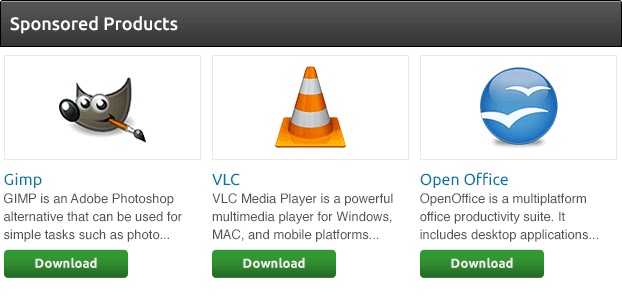 Sponsored Products
Gimp
GIMP is an Adobe Photoshop
alternative that can be used for
simple tasks such as photo...
Download
VLC
VLC Media Player is a powerful
multimedia player for Windows,
MAC, and mobile platforms...
Download
Open Office
OpenOffice is a multiplatform
office productivity suite. It
includes desktop applications...
Download